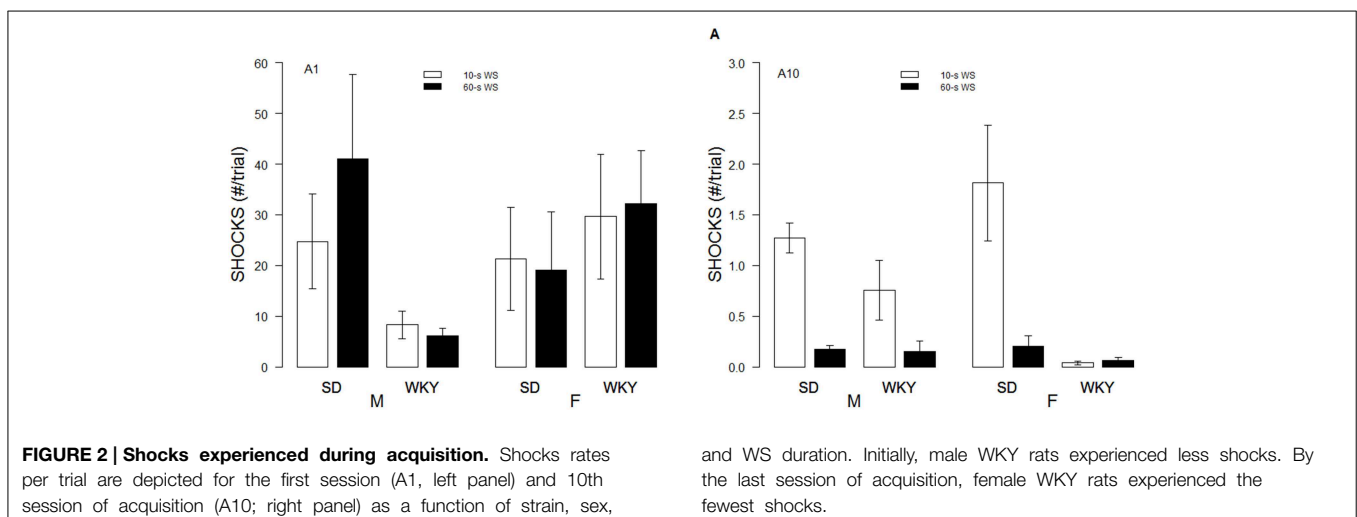 A
A1
10-s WS
60-s WS
SHOCKS (#/trial)
60
50
40
30
20
10
0
SD WKY SD WKY
M F
A10
10-s WS
60-s WS
SHOCKS (#/trial)
3.0
2.5
2.0
1.5
1.0
0.5
0.0
SD WKY SD WKY
M F
FIGURE 2 | Shocks experienced during acquisition. Shocks rates
per trial are depicted for the first session (A1, left panel) and 10th
session of acquisition (A10; right panel) as a function of strain, sex,
and WS duration. Initially, male WKY rats experienced less shocks. By
the last session of acquisition, female WKY rats experienced the
fewest shocks.